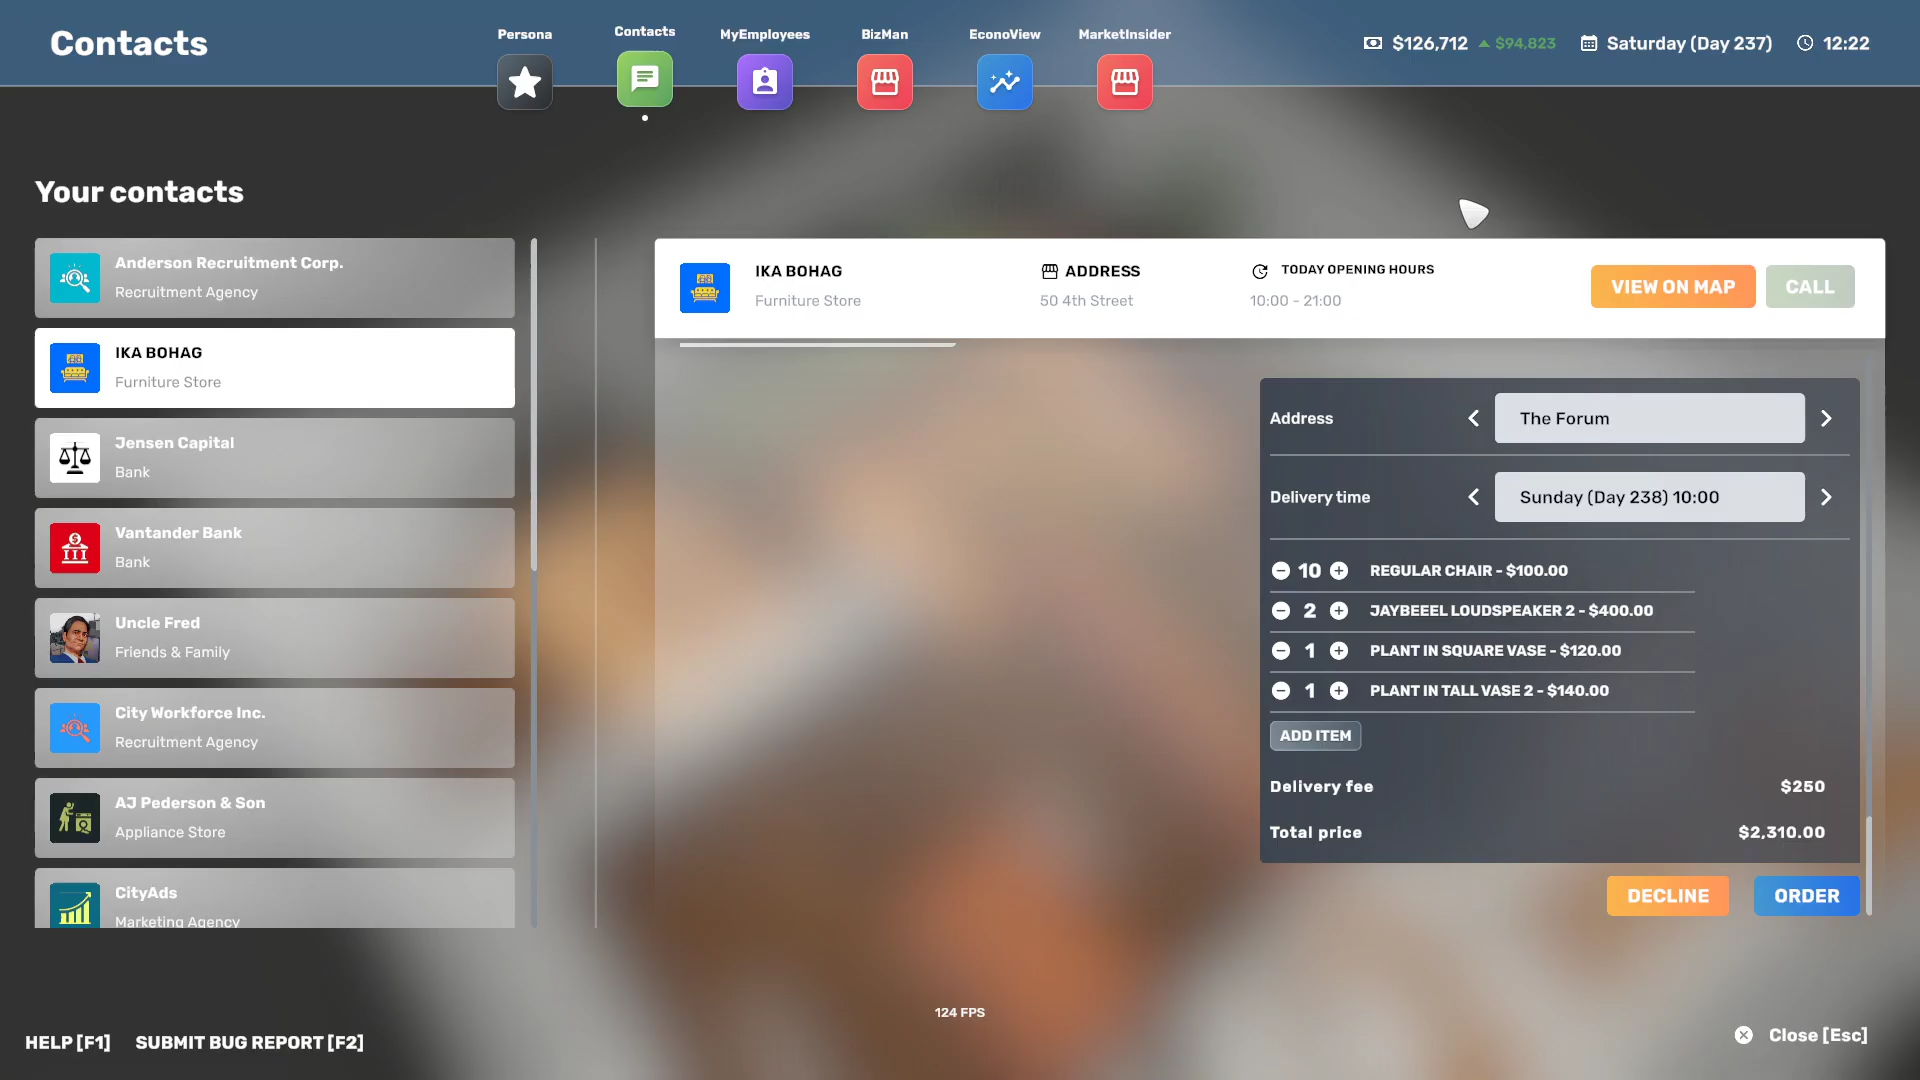 Contacts
Persona
Contacts
MyEmployees
BizMan
EconoView
MarketInsider
$126,712
$94,823
Saturday (Day 237)
12:22
Your contacts
Anderson Recruitment Corp.
Recruitment Agency
IKA BOHAG
Furniture Store
Jensen Capital
Bank
Vantander Bank
Bank
Uncle Fred
Friends & Family
City Workforce Inc.
Recruitment Agency
AJ Pederson & Son
Appliance Store
CityAds
Marketing Agency
IKA BOHAG
Furniture Store
ADDRESS
50 4th Street
TODAY OPENING HOURS
10:00 - 21:00
VIEW ON MAP
CALL
Address
The Forum
Delivery time
Sunday (Day 238) 10:00
10 REGULAR CHAIR - $100.00
2 JAYBEEEL LOUDSPEAKER 2 - $400.00
1 PLANT IN SQUARE VASE - $120.00
1 PLANT IN TALL VASE 2 - $140.00
ADD ITEM
Delivery fee $250
Total price $2,310.00
DECLINE
ORDER
124 FPS
HELP [F1]
SUBMIT BUG REPORT [F2]
Close [Esc]